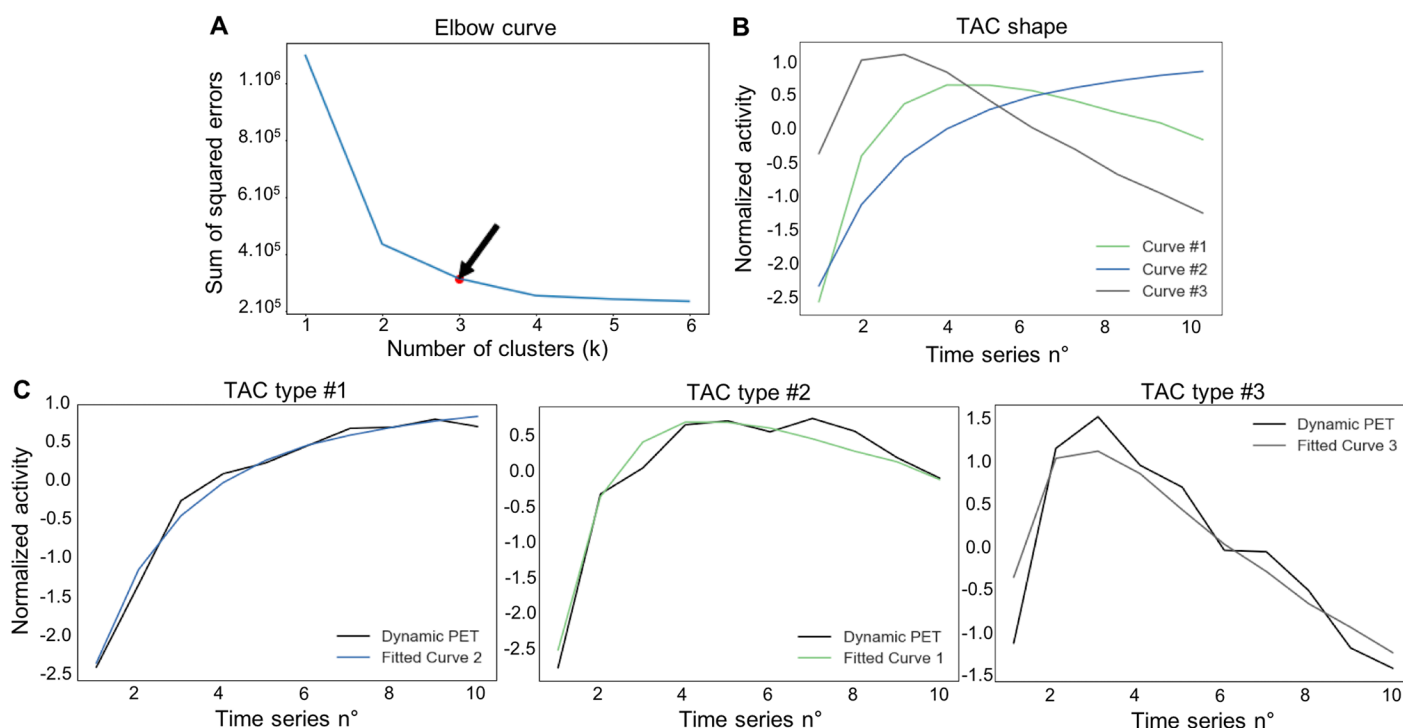 A
Elbow curve
Sum of squared errors
1.10⁶
8.10⁵
6.10⁵
4.10⁵
2.10⁵
1 2 3 4 5 6
Number of clusters (k)
B
TAC shape
Normalized activity
1.0
0.5
0.0
-0.5
-1.0
-1.5
-2.0
-2.5
Curve #1
Curve #2
Curve #3
2 4 6 8 10
Time series n°
C
TAC type #1
Normalized activity
1.0
0.5
0.0
-0.5
-1.0
-1.5
-2.0
-2.5
Dynamic PET
Fitted Curve 2
2 4 6 8 10
Time series n°
TAC type #2
0.5
0.0
-0.5
-1.0
-1.5
-2.0
-2.5
Dynamic PET
Fitted Curve 1
2 4 6 8 10
Time series n°
TAC type #3
1.5
1.0
0.5
0.0
-0.5
-1.0
-1.5
Dynamic PET
Fitted Curve 3
2 4 6 8 10
Time series n°